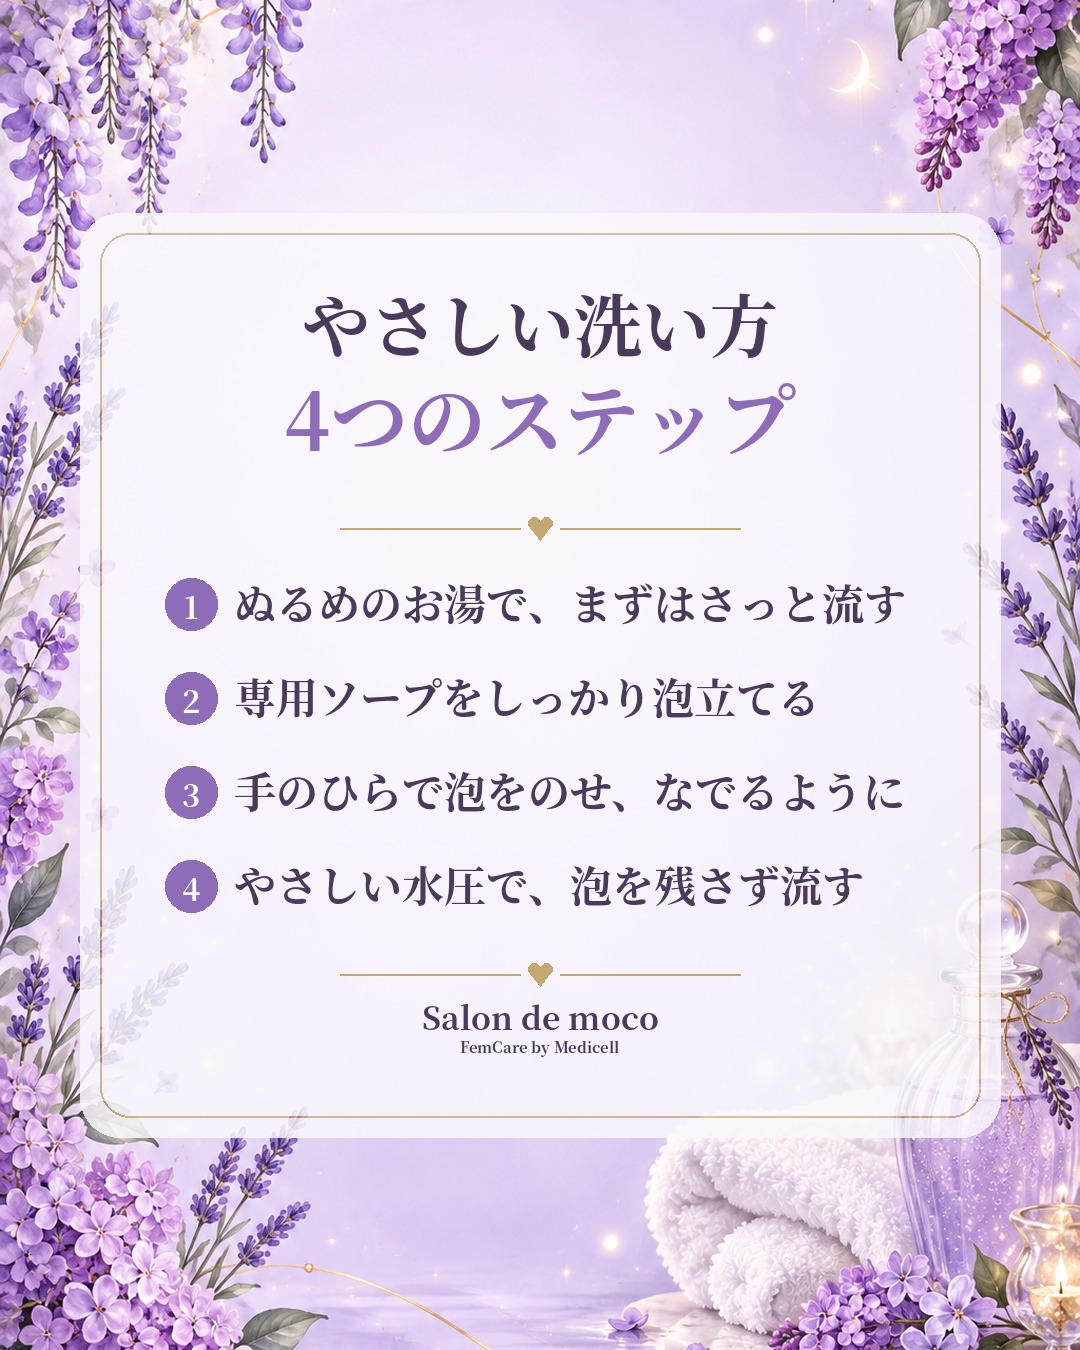 やさしい洗い方
4つのステップ
1 ぬるめのお湯で、まずはさっと流す
2 専用ソープをしっかり泡立てる
3 手のひらで泡をのせ、なでるように
4 やさしい水圧で、泡を残さず流す
Salon de moco
FemCare by Medicell